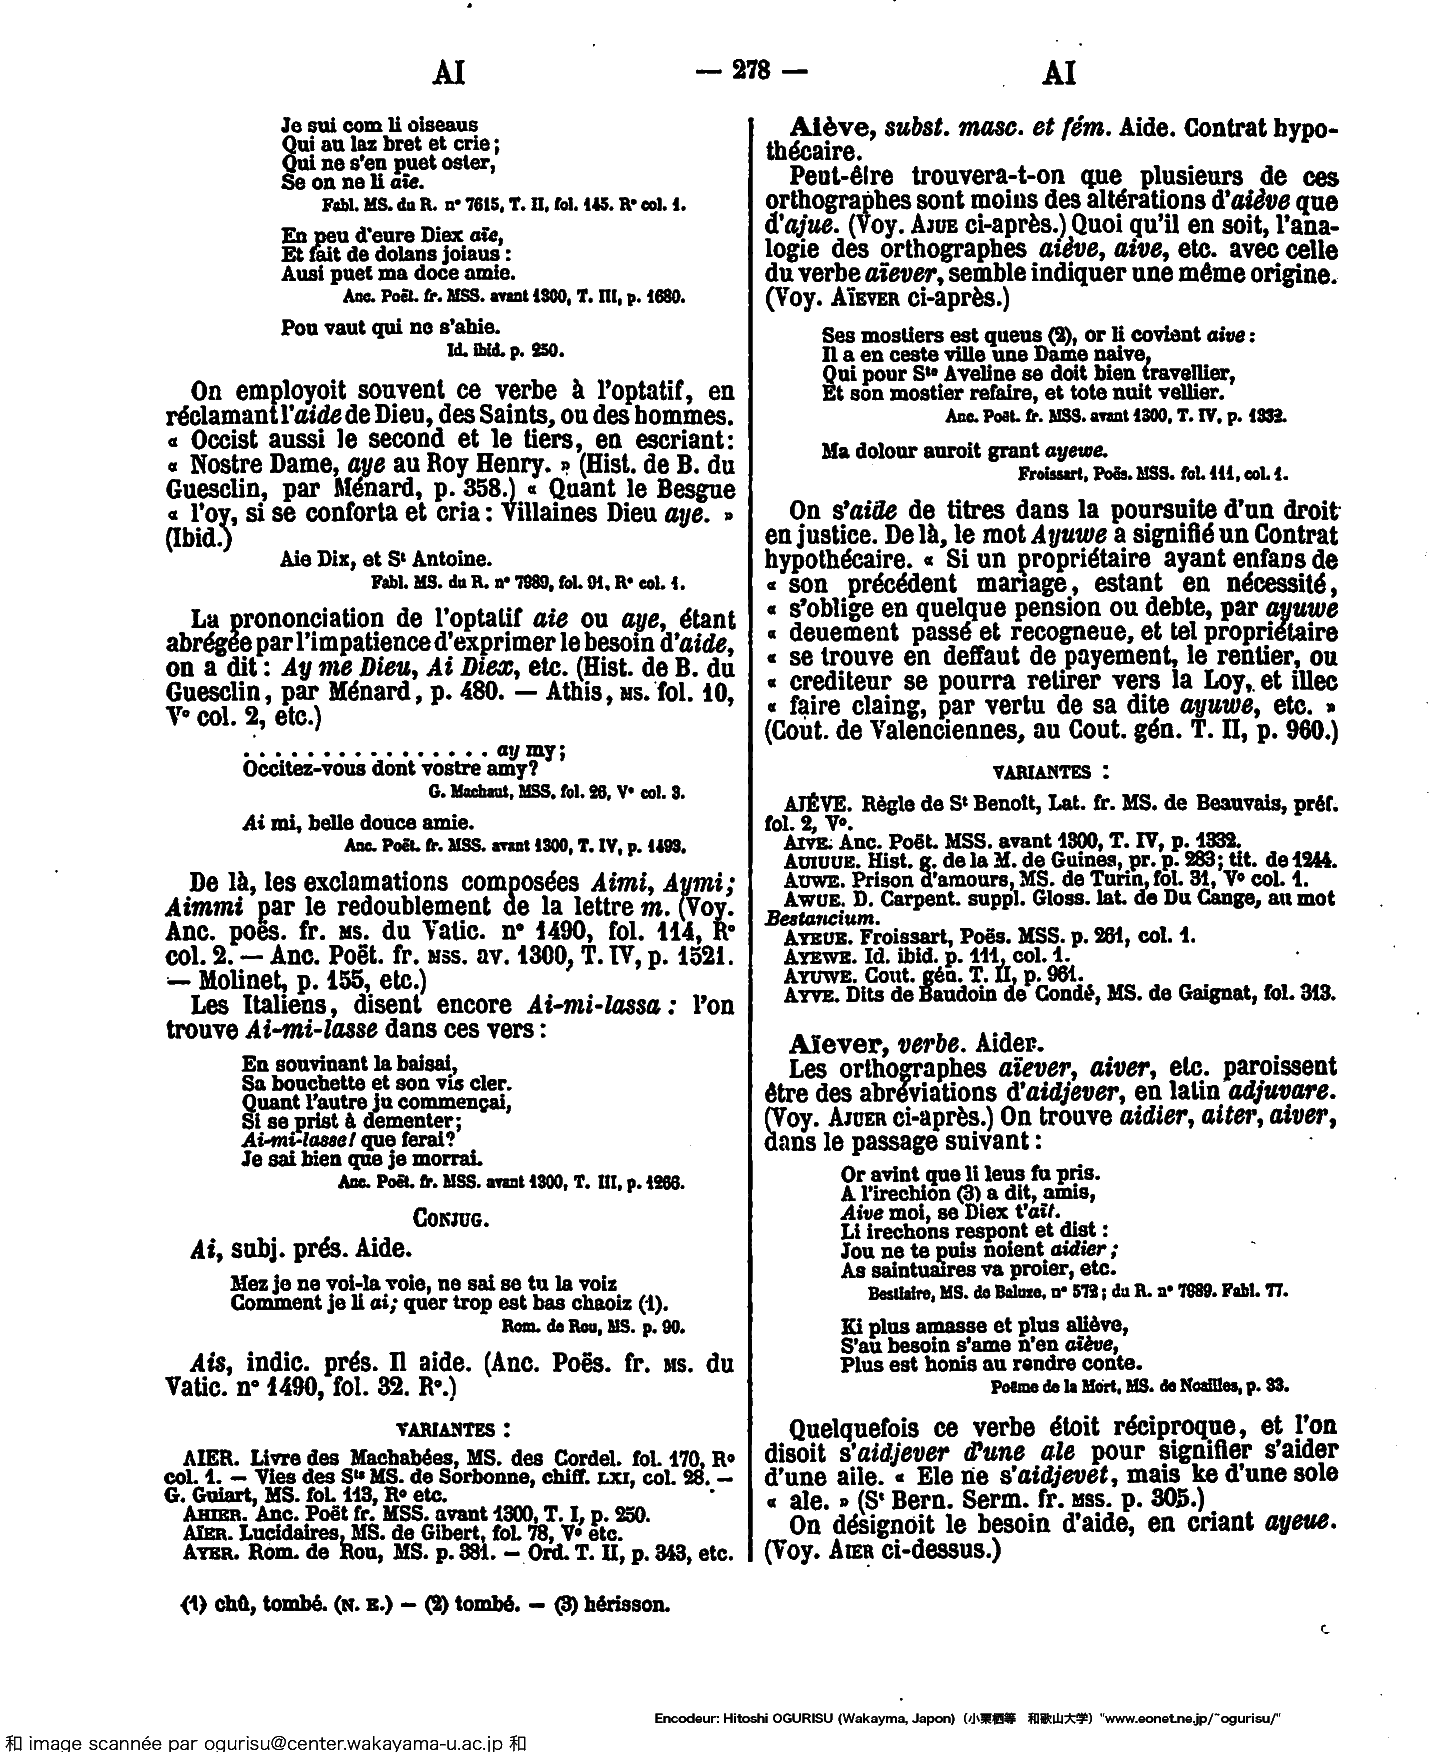 AI
— 278 —
AI
Je sui com li oiseaus
Qui au laz bret et crie ;
Qui ne s'en puet oster,
Se on ne li aïe.
Fabl. MS. du R. n° 7615, T. II, fol. 145. R° col. 1.
En peu d'eure Diex aïe,
Et fait de dolans joiaus :
Ausi puet ma doce amie.
Anc. Poët. fr. MSS. avant 1300, T. III, p. 1680.
Pou vaut qui ne s'ahie.
Id. ibid. p. 250.
On employoit souvent ce verbe à l'optatif, en
réclamant l'aide de Dieu, des Saints, ou des hommes.
« Occist aussi le second et le tiers, en escriant :
« Nostre Dame, aye au Roy Henry. » (Hist. de B. du
Guesclin, par Ménard, p. 358.) « Quant le Besgue
« l'oy, si se conforta et cria : Villaines Dieu aye. »
(Ibid.)
Aie Dix, et St Antoine.
Fabl. MS. du R. n° 7989, fol. 91, R° col. 1.
La prononciation de l'optatif aie ou aye, étant
abrégée par l'impatience d'exprimer le besoin d'aide,
on a dit : Ay me Dieu, Ai Diex, etc. (Hist. de B. du
Guesclin, par Ménard, p. 480. — Athis, MS. fol. 10,
V° col. 2, etc.)
. . . . . . . . . . . . . . . . ay my ;
Occitez-vous dont vostre amy?
G. Machaut, MSS. fol. 26, V° col. 3.
Ai mi, belle douce amie.
Anc. Poët. fr. MSS. avant 1300, T. IV, p. 1493.
De là, les exclamations composées Aimi, Aymi ;
Aimmi par le redoublement de la lettre m. (Voy.
Anc. poës. fr. MS. du Vatic. n° 1490, fol. 114, R°
col. 2. — Anc. Poët. fr. MSS. av. 1300, T. IV, p. 1521.
— Molinet, p. 155, etc.)
Les Italiens, disent encore Ai-mi-lassa : l'on
trouve Ai-mi-lasse dans ces vers :
En souvinant la baisai,
Sa bouchette et son vis cler.
Quant l'autre ju commençai,
Si se prist à dementer ;
Ai-mi-lasse! que ferai?
Je sai bien que je morrai.
Anc. Poët. fr. MSS. avant 1300, T. III, p. 1266.
CONJUG.
Ai, subj. prés. Aide.
Mez je ne voi-la voie, ne sai se tu la voiz
Comment je li ai ; quer trop est bas chaoiz (1).
Rom. de Rou, MS. p. 90.
Ais, indic. prés. Il aide. (Anc. Poës. fr. MS. du
Vatic. n° 1490, fol. 32. R°.)
VARIANTES :
AIER. Livre des Machabées, MS. des Cordel. fol. 170, R°
col. 1. — Vies des Sts MS. de Sorbonne, chiff. LXI, col. 28. —
G. Guiart, MS. fol. 113, R° etc.
AHIER. Anc. Poët fr. MSS. avant 1300, T. I, p. 250.
AÏER. Lucidaires, MS. de Gibert, fol. 78, V° etc.
AYER. Rom. de Rou, MS. p. 381. — Ord. T. II, p. 343, etc.
Aiève, subst. masc. et fém. Aide. Contrat hypo-
thécaire.
Peut-être trouvera-t-on que plusieurs de ces
orthographes sont moins des altérations d'aiève que
d'ajue. (Voy. AJUE ci-après.) Quoi qu'il en soit, l'ana-
logie des orthographes aiève, aive, etc. avec celle
du verbe aïever, semble indiquer une même origine.
(Voy. AÏEVER ci-après.)
Ses mostiers est queus (2), or li covient aive :
Il a en ceste ville une Dame naive,
Qui pour Ste Aveline se doit bien travellier,
Et son mostier refaire, et tote nuit vellier.
Anc. Poët. fr. MSS. avant 1300, T. IV, p. 1332.
Ma dolour auroit grant ayewe.
Froissart, Poës. MSS. fol. 111, col. 1.
On s'aide de titres dans la poursuite d'un droit
en justice. De là, le mot Ayuwe a signifié un Contrat
hypothécaire. « Si un propriétaire ayant enfans de
« son précédent mariage, estant en nécessité,
« s'oblige en quelque pension ou debte, par ayuwe
« deuement passé et recogneue, et tel propriétaire
« se trouve en deffaut de payement, le rentier, ou
« crediteur se pourra retirer vers la Loy, et illec
« faire claing, par vertu de sa dite ayuwe, etc. »
(Cout. de Valenciennes, au Cout. gén. T. II, p. 960.)
VARIANTES :
AIÈVE. Règle de St Benoît, Lat. fr. MS. de Beauvais, préf.
fol. 2, V°.
AIVE. Anc. Poët. MSS. avant 1300, T. IV, p. 1332.
AUIUUE. Hist. g. de la M. de Guines, pr. p. 283 ; tit. de 1244.
AUWE. Prison d'amours, MS. de Turin, fol. 31, V° col. 1.
AWUE. D. Carpent. suppl. Gloss. lat. de Du Cange, au mot
Bestancium.
AYEUE. Froissart, Poës. MSS. p. 261, col. 1.
AYEWE. Id. ibid. p. 111, col. 1.
AYUWE. Cout. gén. T. II, p. 961.
AYVE. Dits de Baudoin de Condé, MS. de Gaignat, fol. 313.
Aïever, verbe. Aider.
Les orthographes aïever, aiver, etc. paroissent
être des abréviations d'aidjever, en latin adjuvare.
(Voy. AJUER ci-après.) On trouve aidier, aiter, aiver,
dans le passage suivant :
Or avint que li leus fu pris.
A l'irechion (3) a dit, amis,
Aive moi, se Diex t'aït.
Li irechons respont et dist :
Jou ne te puis noient aidier ;
As saintuaires va proier, etc.
Bestiaire, MS. de Baluze, n° 572 ; du R. n° 7989. Fabl. 77.
Ki plus amasse et plus aliève,
S'au besoin s'ame n'en aïève,
Plus est honis au rendre conte.
Poëme de la Mort, MS. de Noailles, p. 33.
Quelquefois ce verbe étoit réciproque, et l'on
disoit s'aidjever d'une ale pour signifier s'aider
d'une aile. « Ele ne s'aidjevet, mais ke d'une sole
« ale. » (St Bern. Serm. fr. MSS. p. 305.)
On désignoit le besoin d'aide, en criant ayeue.
(Voy. AIER ci-dessus.)
(1) chû, tombé. (N. E.) — (2) tombé. — (3) hérisson.
Encodeur: Hitoshi OGURISU (Wakayma, Japon)（小栗栖等 和歌山大学）"www.eonet.ne.jp/~ogurisu/"
和 image scannée par ogurisu@center.wakayama-u.ac.jp 和